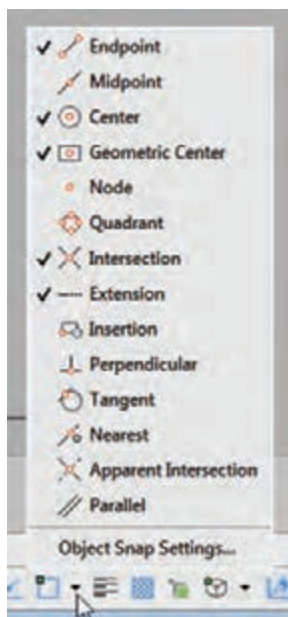 Endpoint
Midpoint
Center
Geometric Center
Node
Quadrant
Intersection
Extension
Insertion
Perpendicular
Tangent
Nearest
Apparent Intersection
Parallel
Object Snap Settings...